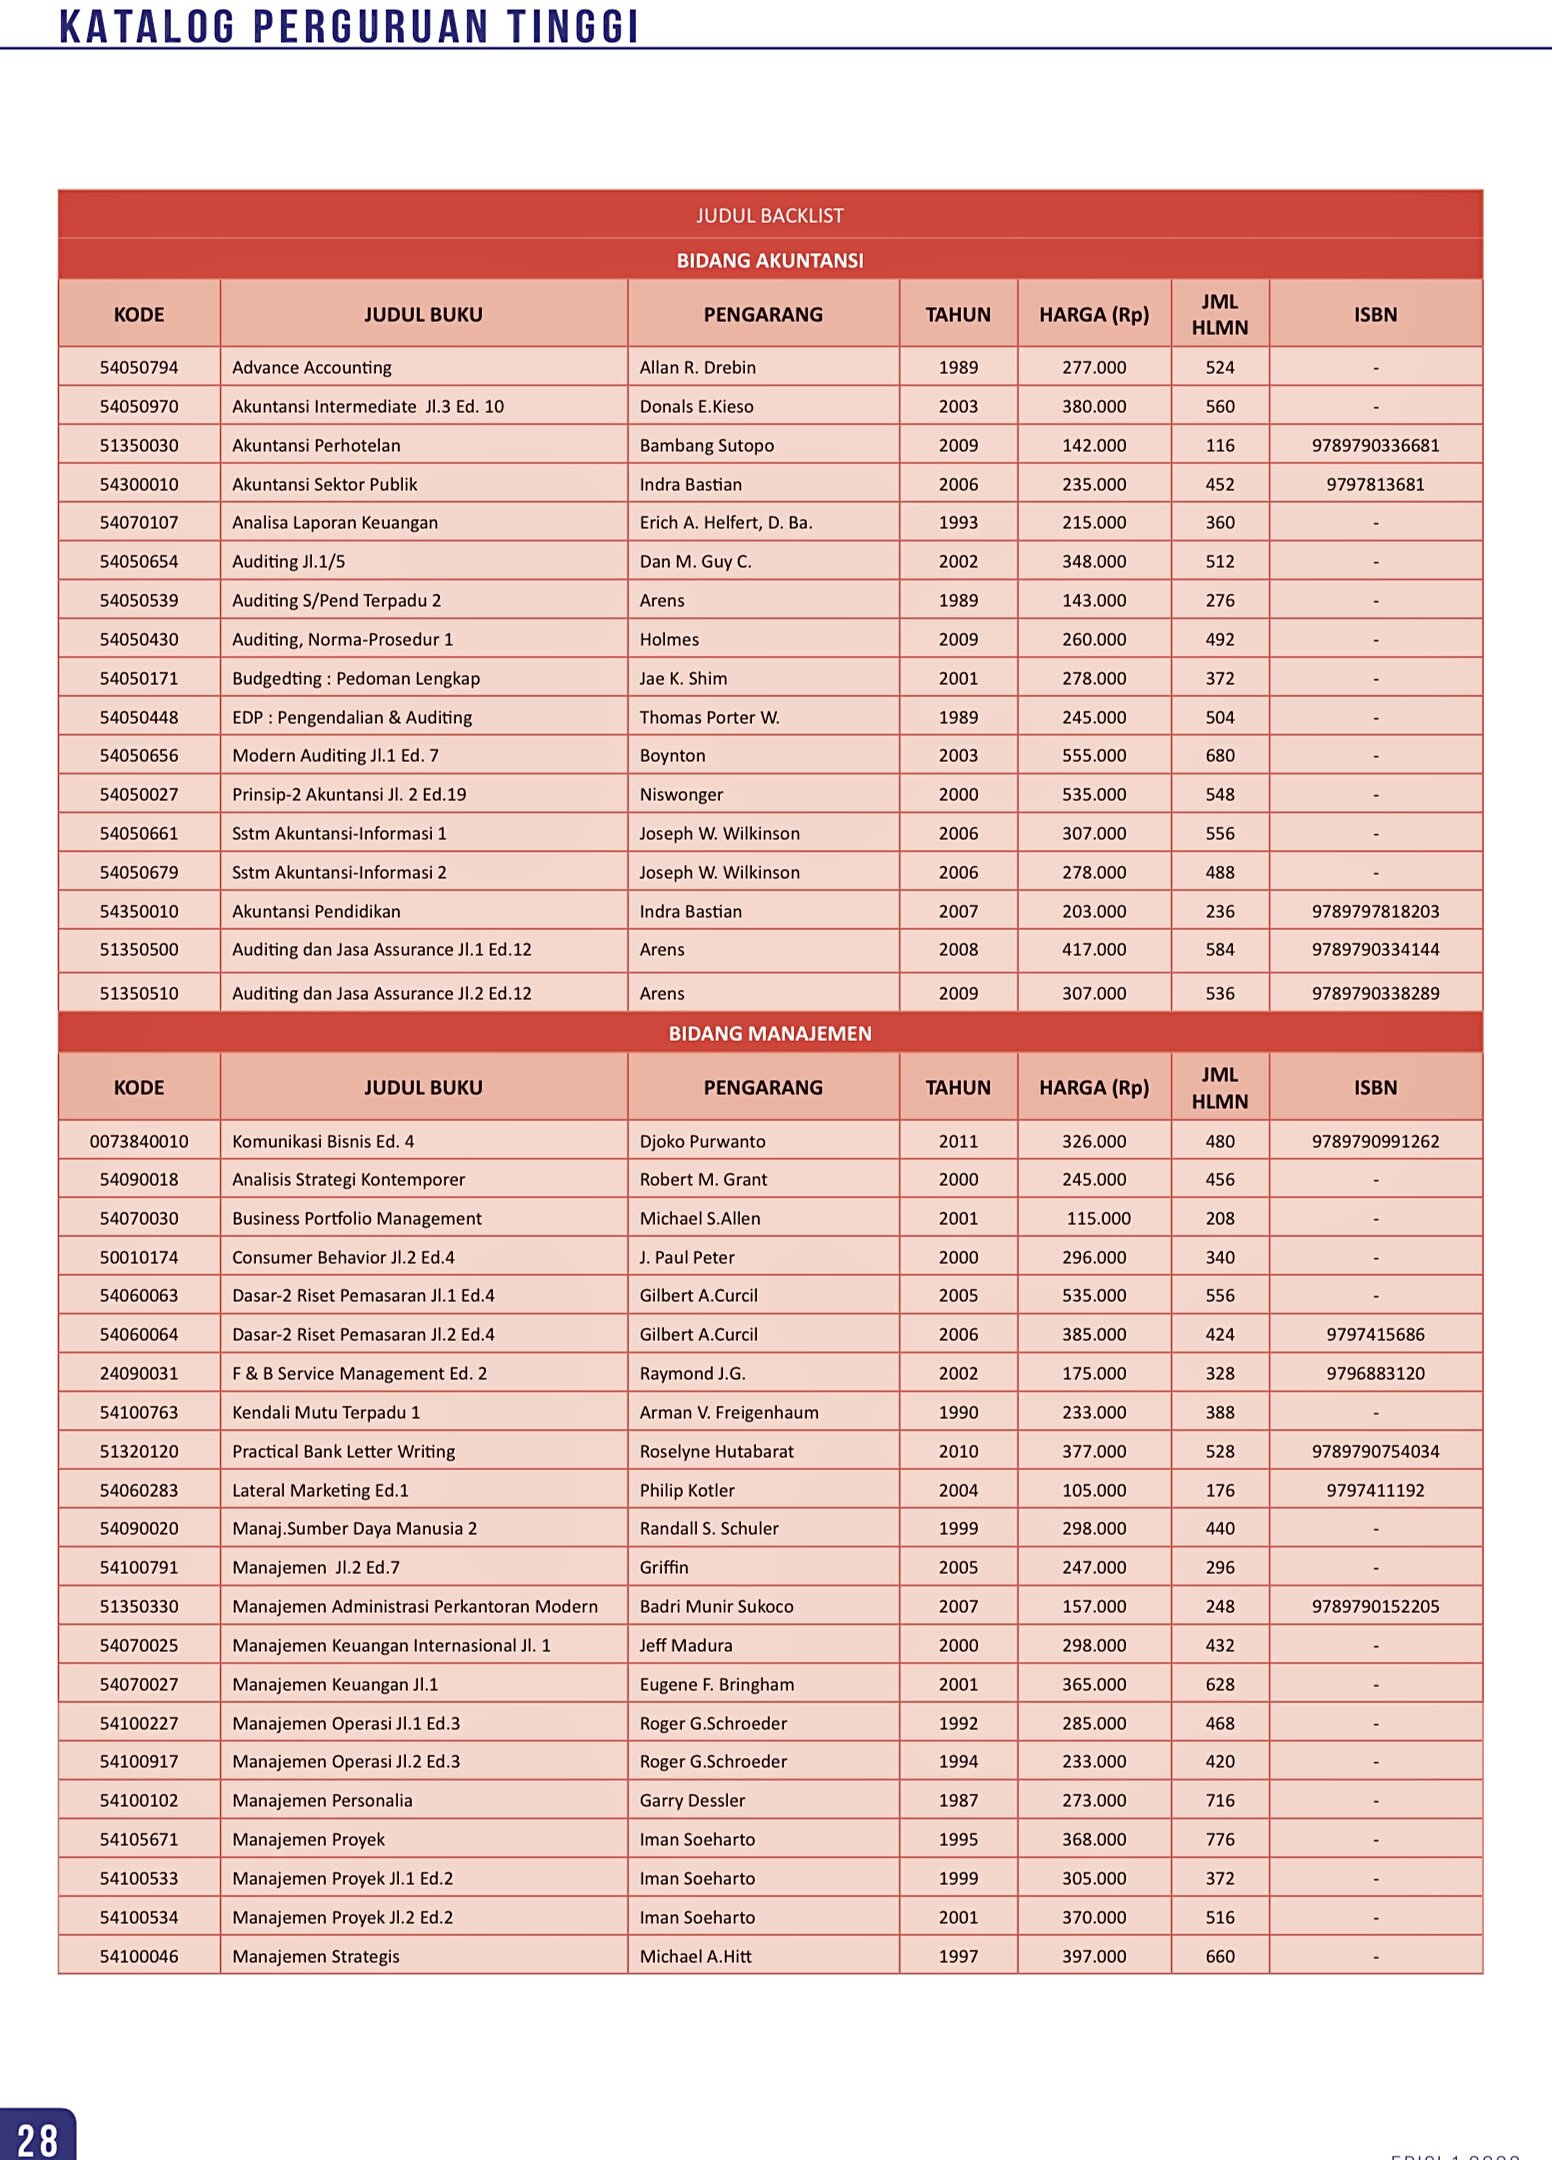 KATALOG PERGURUAN TINGGI
JUDUL BACKLIST
BIDANG AKUNTANSI
KODE JUDUL BUKU PENGARANG TAHUN HARGA (Rp) JML HLMN ISBN
54050794 Advance Accounting Allan R. Drebin 1989 277.000 524 -
54050970 Akuntansi Intermediate Jl.3 Ed. 10 Donals E.Kieso 2003 380.000 560 -
51350030 Akuntansi Perhotelan Bambang Sutopo 2009 142.000 116 9789790336681
54300010 Akuntansi Sektor Publik Indra Bastian 2006 235.000 452 9797813681
54070107 Analisa Laporan Keuangan Erich A. Helfert, D. Ba. 1993 215.000 360 -
54050654 Auditing Jl.1/5 Dan M. Guy C. 2002 348.000 512 -
54050539 Auditing S/Pend Terpadu 2 Arens 1989 143.000 276 -
54050430 Auditing, Norma-Prosedur 1 Holmes 2009 260.000 492 -
54050171 Budgedting : Pedoman Lengkap Jae K. Shim 2001 278.000 372 -
54050448 EDP : Pengendalian & Auditing Thomas Porter W. 1989 245.000 504 -
54050656 Modern Auditing Jl.1 Ed. 7 Boynton 2003 555.000 680 -
54050027 Prinsip-2 Akuntansi Jl. 2 Ed.19 Niswonger 2000 535.000 548 -
54050661 Sstm Akuntansi-Informasi 1 Joseph W. Wilkinson 2006 307.000 556 -
54050679 Sstm Akuntansi-Informasi 2 Joseph W. Wilkinson 2006 278.000 488 -
54350010 Akuntansi Pendidikan Indra Bastian 2007 203.000 236 9789797818203
51350500 Auditing dan Jasa Assurance Jl.1 Ed.12 Arens 2008 417.000 584 9789790334144
51350510 Auditing dan Jasa Assurance Jl.2 Ed.12 Arens 2009 307.000 536 9789790338289
BIDANG MANAJEMEN
KODE JUDUL BUKU PENGARANG TAHUN HARGA (Rp) JML HLMN ISBN
0073840010 Komunikasi Bisnis Ed. 4 Djoko Purwanto 2011 326.000 480 9789790991262
54090018 Analisis Strategi Kontemporer Robert M. Grant 2000 245.000 456 -
54070030 Business Portfolio Management Michael S.Allen 2001 115.000 208 -
50010174 Consumer Behavior Jl.2 Ed.4 J. Paul Peter 2000 296.000 340 -
54060063 Dasar-2 Riset Pemasaran Jl.1 Ed.4 Gilbert A.Curcil 2005 535.000 556 -
54060064 Dasar-2 Riset Pemasaran Jl.2 Ed.4 Gilbert A.Curcil 2006 385.000 424 9797415686
24090031 F & B Service Management Ed. 2 Raymond J.G. 2002 175.000 328 9796883120
54100763 Kendali Mutu Terpadu 1 Arman V. Freigenhaum 1990 233.000 388 -
51320120 Practical Bank Letter Writing Roselyne Hutabarat 2010 377.000 528 9789790754034
54060283 Lateral Marketing Ed.1 Philip Kotler 2004 105.000 176 9797411192
54090020 Manaj.Sumber Daya Manusia 2 Randall S. Schuler 1999 298.000 440 -
54100791 Manajemen Jl.2 Ed.7 Griffin 2005 247.000 296 -
51350330 Manajemen Administrasi Perkantoran Modern Badri Munir Sukoco 2007 157.000 248 9789790152205
54070025 Manajemen Keuangan Internasional Jl. 1 Jeff Madura 2000 298.000 432 -
54070027 Manajemen Keuangan Jl.1 Eugene F. Bringham 2001 365.000 628 -
54100227 Manajemen Operasi Jl.1 Ed.3 Roger G.Schroeder 1992 285.000 468 -
54100917 Manajemen Operasi Jl.2 Ed.3 Roger G.Schroeder 1994 233.000 420 -
54100102 Manajemen Personalia Garry Dessler 1987 273.000 716 -
54105671 Manajemen Proyek Iman Soeharto 1995 368.000 776 -
54100533 Manajemen Proyek Jl.1 Ed.2 Iman Soeharto 1999 305.000 372 -
54100534 Manajemen Proyek Jl.2 Ed.2 Iman Soeharto 2001 370.000 516 -
54100046 Manajemen Strategis Michael A.Hitt 1997 397.000 660 -
28